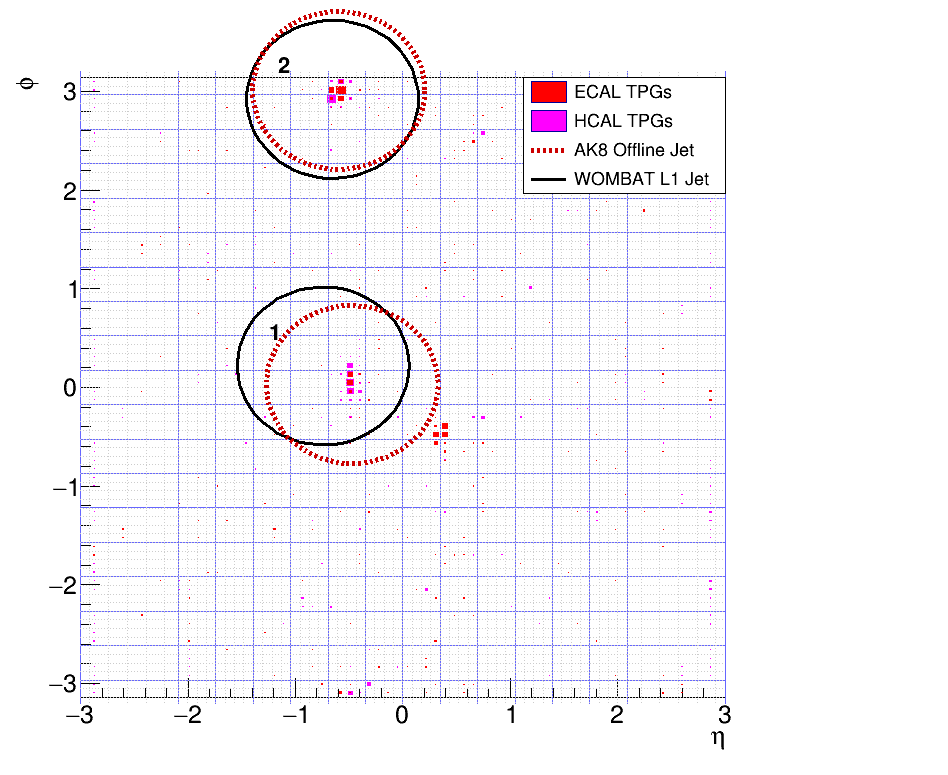 2
φ
3
ECAL TPGs
HCAL TPGs
AK8 Offline Jet
WOMBAT L1 Jet
2
1
1
0
−1
−2
−3
−3 −2 −1 0 1 2 3
η